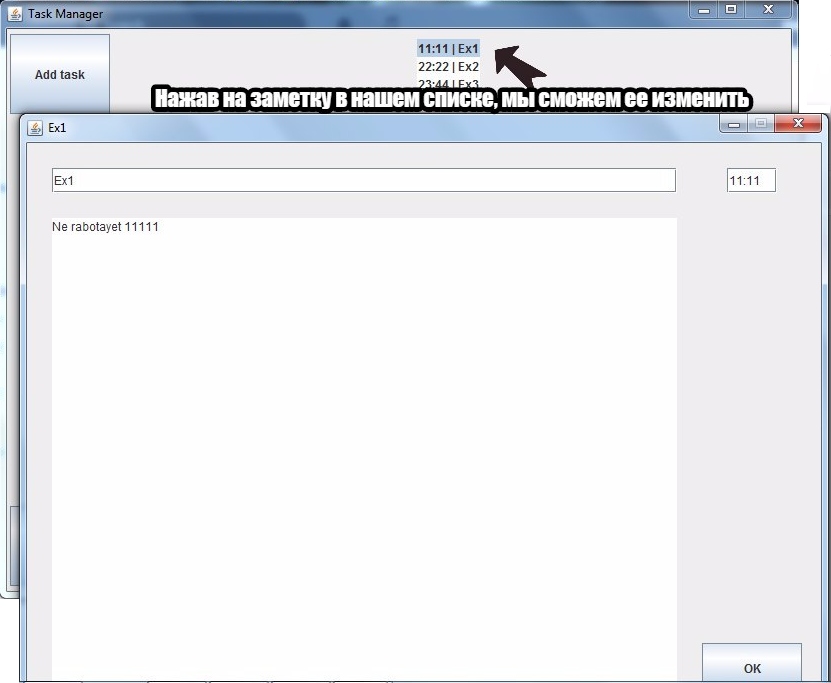 Task Manager
Add task
11:11 | Ex1
22:22 | Ex2
23:44 | Ex3
Нажав на заметку в нашем списке, мы сможем ее изменить
Ex1
Ex1
11:11
Ne rabotayet 11111
OK